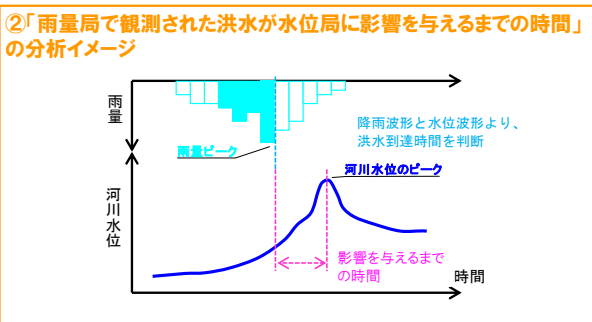 ②「雨量局で観測された洪水が水位局に影響を与えるまでの時間」
の分析イメージ
雨量
降雨波形と水位波形より、
洪水到達時間を判断
雨量ピーク
河川水位のピーク
河川水位
影響を与えるまで
の時間
時間